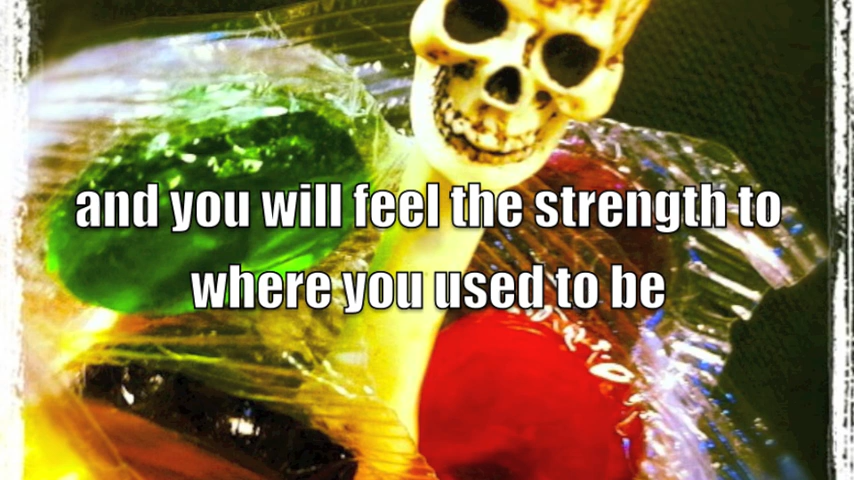 and you will feel the strength to
where you used to be